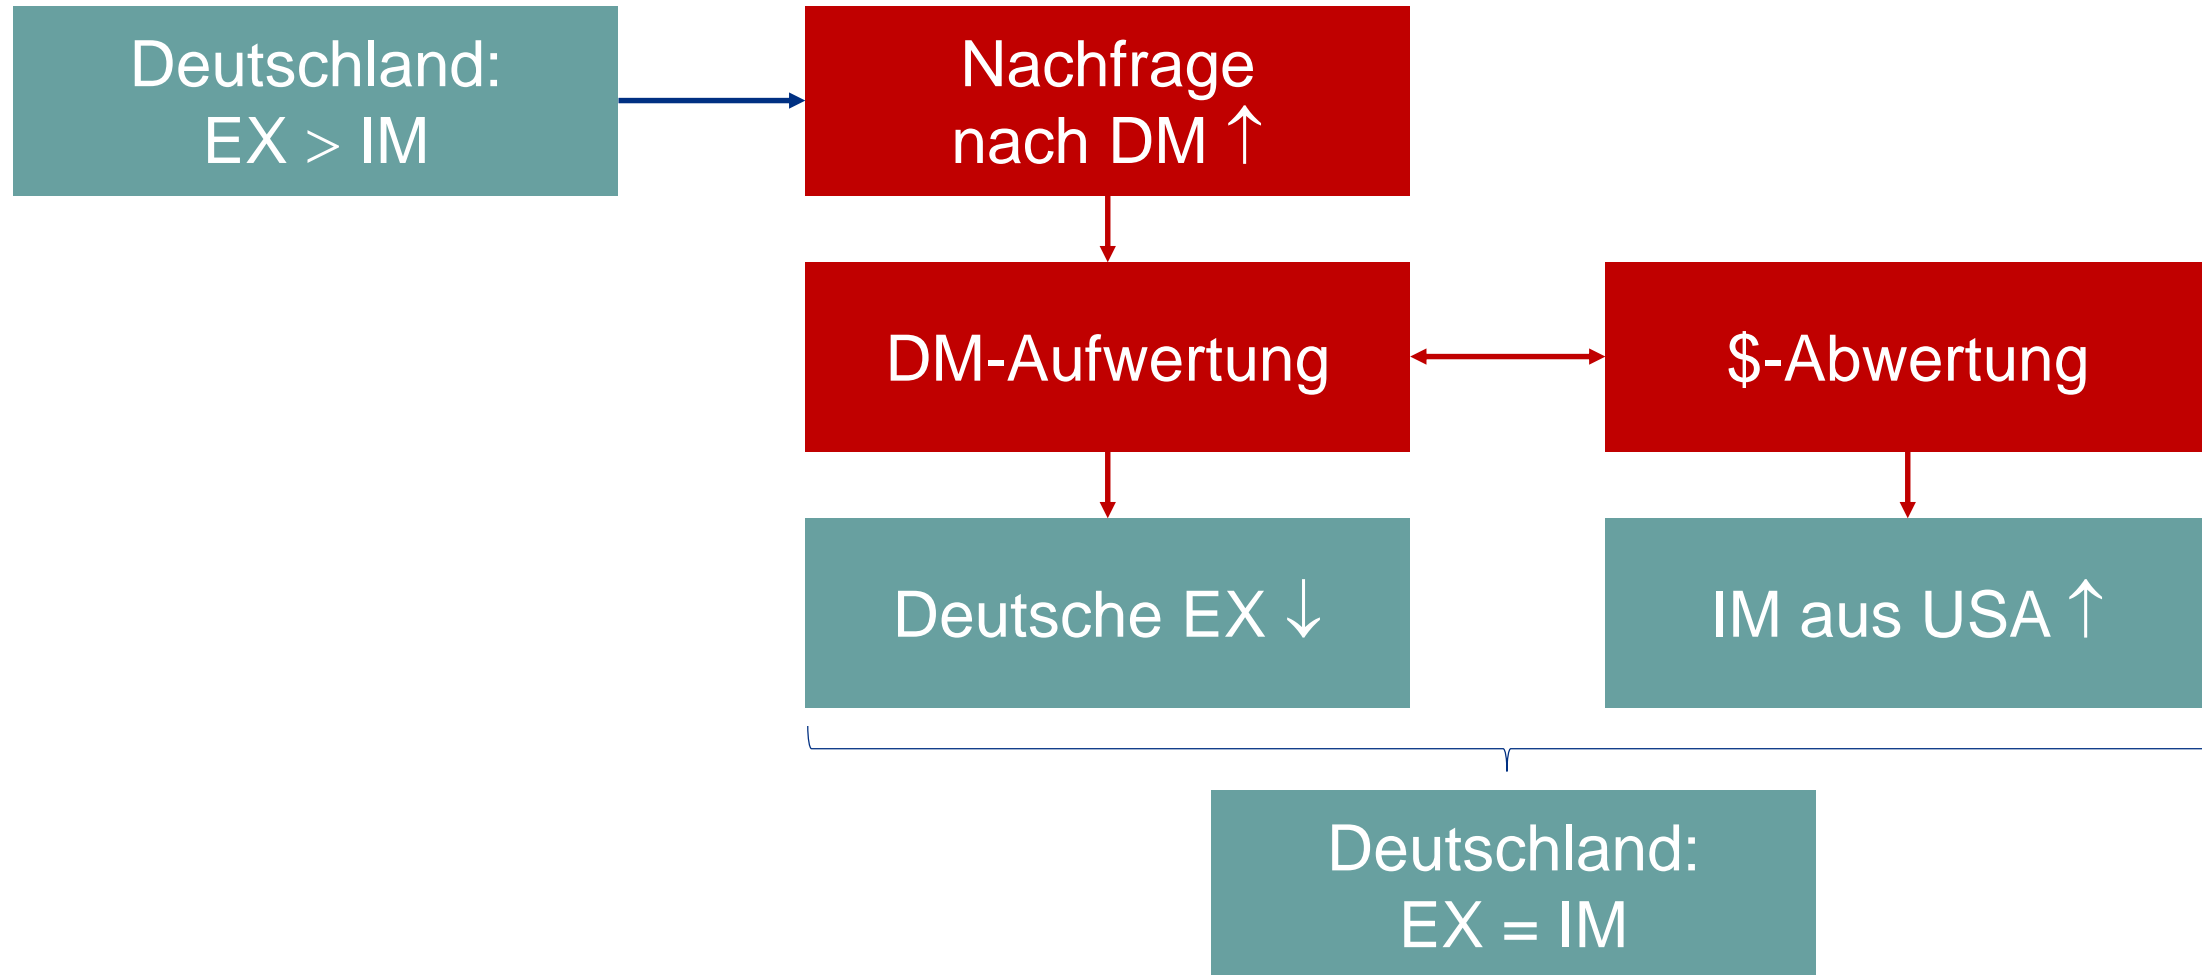 Deutschland:
EX > IM
Nachfrage
nach DM ↑
DM-Aufwertung
$-Abwertung
Deutsche EX ↓
IM aus USA ↑
Deutschland:
EX = IM